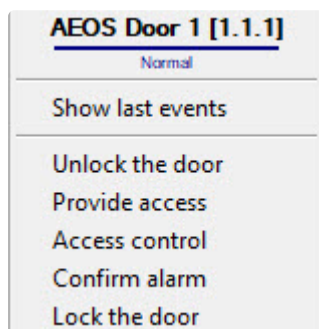 AEOS Door 1 [1.1.1]
Normal
Show last events
Unlock the door
Provide access
Access control
Confirm alarm
Lock the door